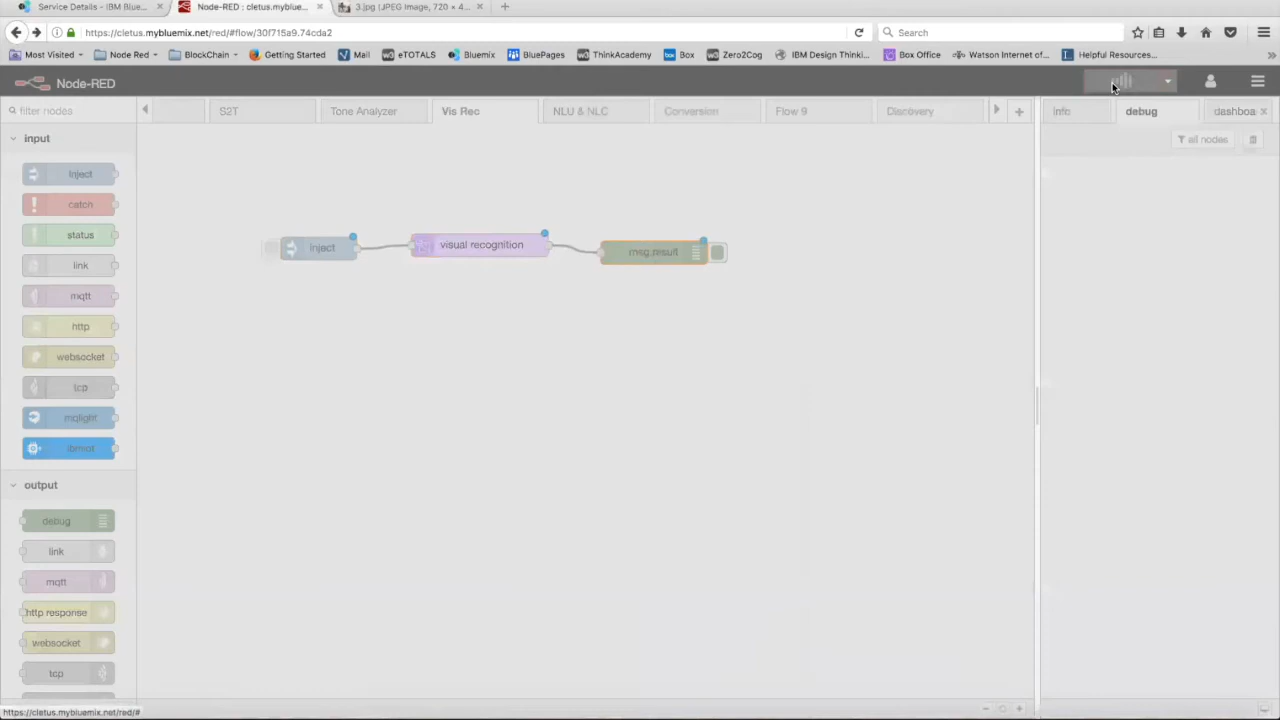 Service Details - IBM Blue...
Node-RED : cletus.myblue...
3.jpg (JPEG Image, 720 × 4...
https://cletus.mybluemix.net/red/#flow/30f715a9.74cda2
Search
Most Visited
Node Red
BlockChain
Getting Started
Mail
eTOTALS
Bluemix
BluePages
ThinkAcademy
Box
Zero2Cog
IBM Design Thinki...
Box Office
Watson Internet of...
Helpful Resources...
Node-RED
filter nodes
S2T
Tone Analyzer
Vis Rec
NLU & NLC
Conversion
Flow 9
Discovery
info
debug
dashboa
input
all nodes
inject
catch
status
link
mqtt
http
websocket
tcp
mqlight
ibmiot
inject
visual recognition
msg.result
output
debug
link
mqtt
http response
websocket
tcp
https://cletus.mybluemix.net/red/#